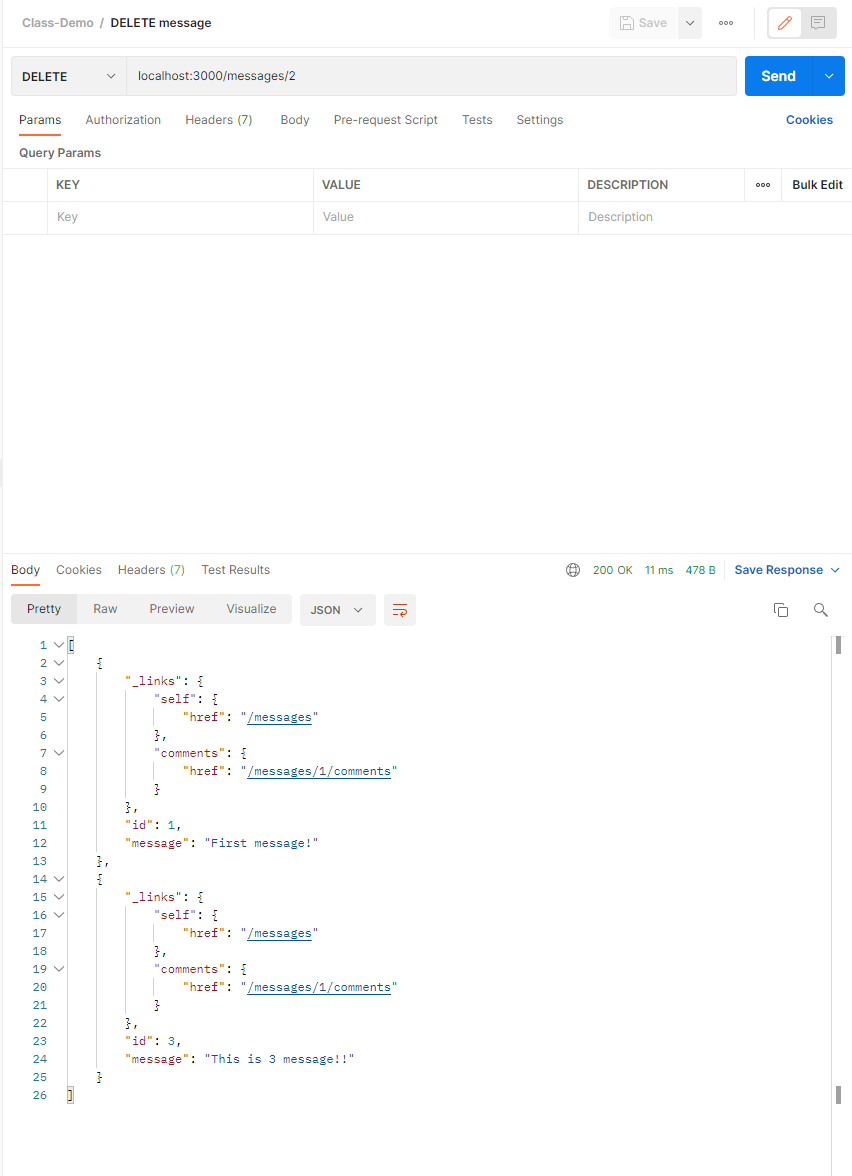 Class-Demo / DELETE message Save ooo
DELETE localhost:3000/messages/2 Send
Params Authorization Headers (7) Body Pre-request Script Tests Settings Cookies
Query Params
KEY VALUE DESCRIPTION ooo Bulk Edit
Key Value Description
Body Cookies Headers (7) Test Results 200 OK 11 ms 478 B Save Response
Pretty Raw Preview Visualize JSON
1 [
2 {
3 "_links": {
4 "self": {
5 "href": "/messages"
6 },
7 "comments": {
8 "href": "/messages/1/comments"
9 }
10 },
11 "id": 1,
12 "message": "First message!"
13 },
14 {
15 "_links": {
16 "self": {
17 "href": "/messages"
18 },
19 "comments": {
20 "href": "/messages/1/comments"
21 }
22 },
23 "id": 3,
24 "message": "This is 3 message!!"
25 }
26 ]